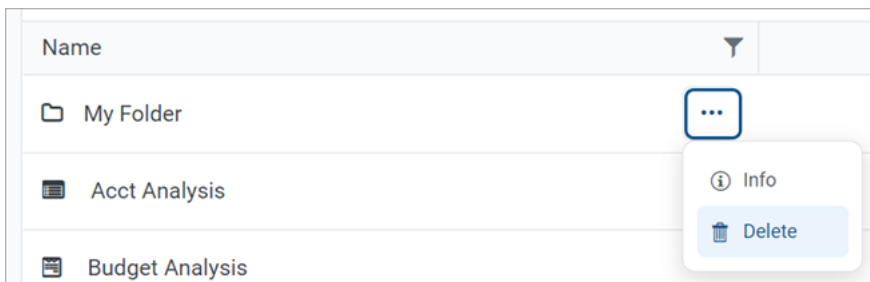 Name
My Folder
Info
Acct Analysis
Delete
Budget Analysis